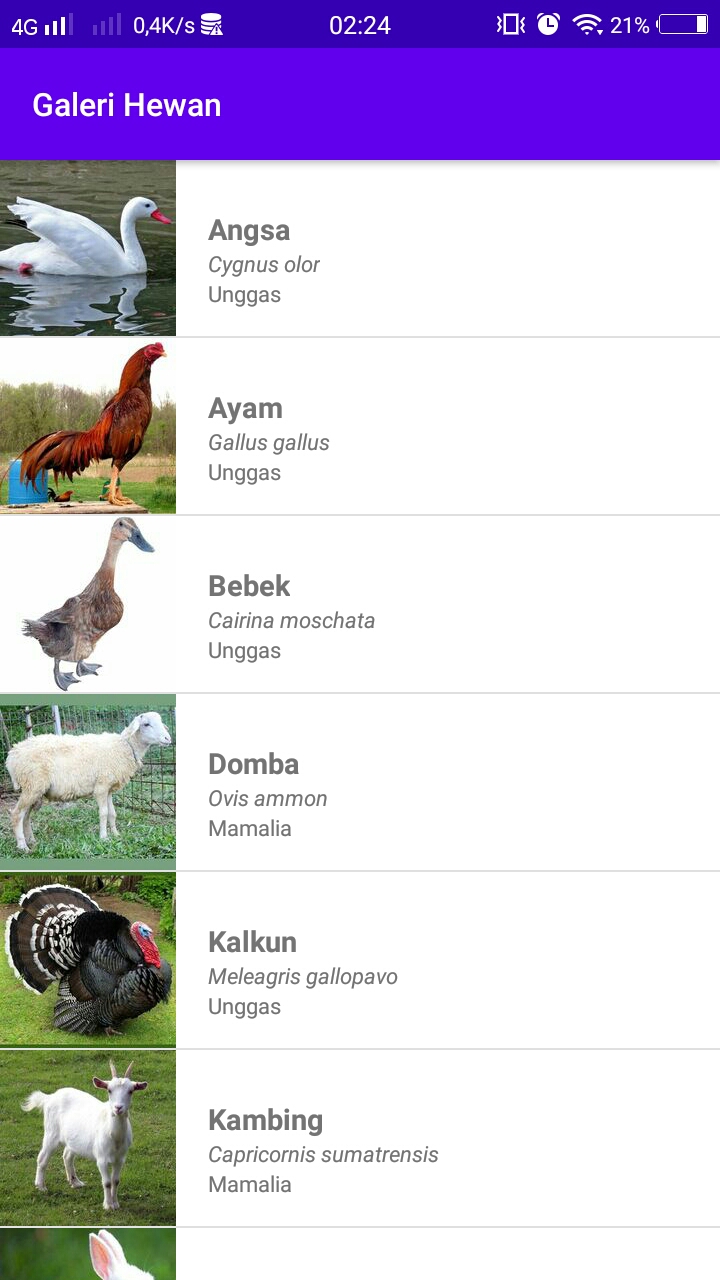 4G 0,4K/s 02:24 21%
Galeri Hewan
Angsa
Cygnus olor
Unggas
Ayam
Gallus gallus
Unggas
Bebek
Cairina moschata
Unggas
Domba
Ovis ammon
Mamalia
Kalkun
Meleagris gallopavo
Unggas
Kambing
Capricornis sumatrensis
Mamalia